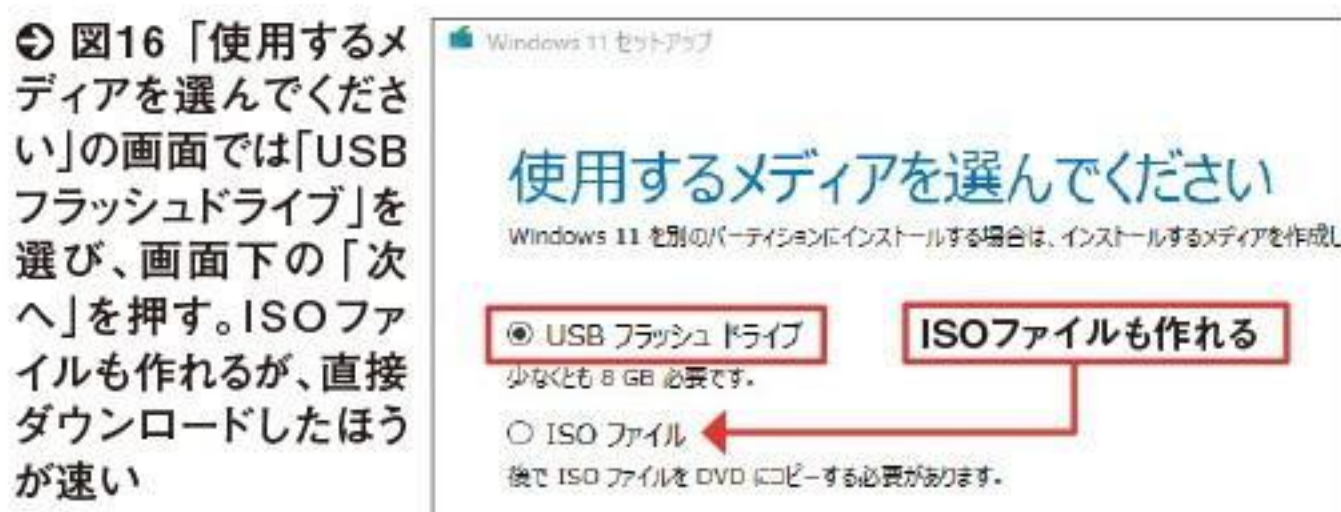 図16「使用するメ
ディアを選んでくださ
い」の画面では「USB
フラッシュドライブ」を
選び、画面下の「次
へ」を押す。ISOファ
イルも作れるが、直接
ダウンロードしたほう
が速い
Windows 11 セットアップ
使用するメディアを選んでください
Windows 11 を別のパーティションにインストールする場合は、インストールするメディアを作成し
USB フラッシュ ドライブ
ISOファイルも作れる
少なくとも 8 GB 必要です。
ISO ファイル
後で ISO ファイルを DVD にコピーする必要があります。